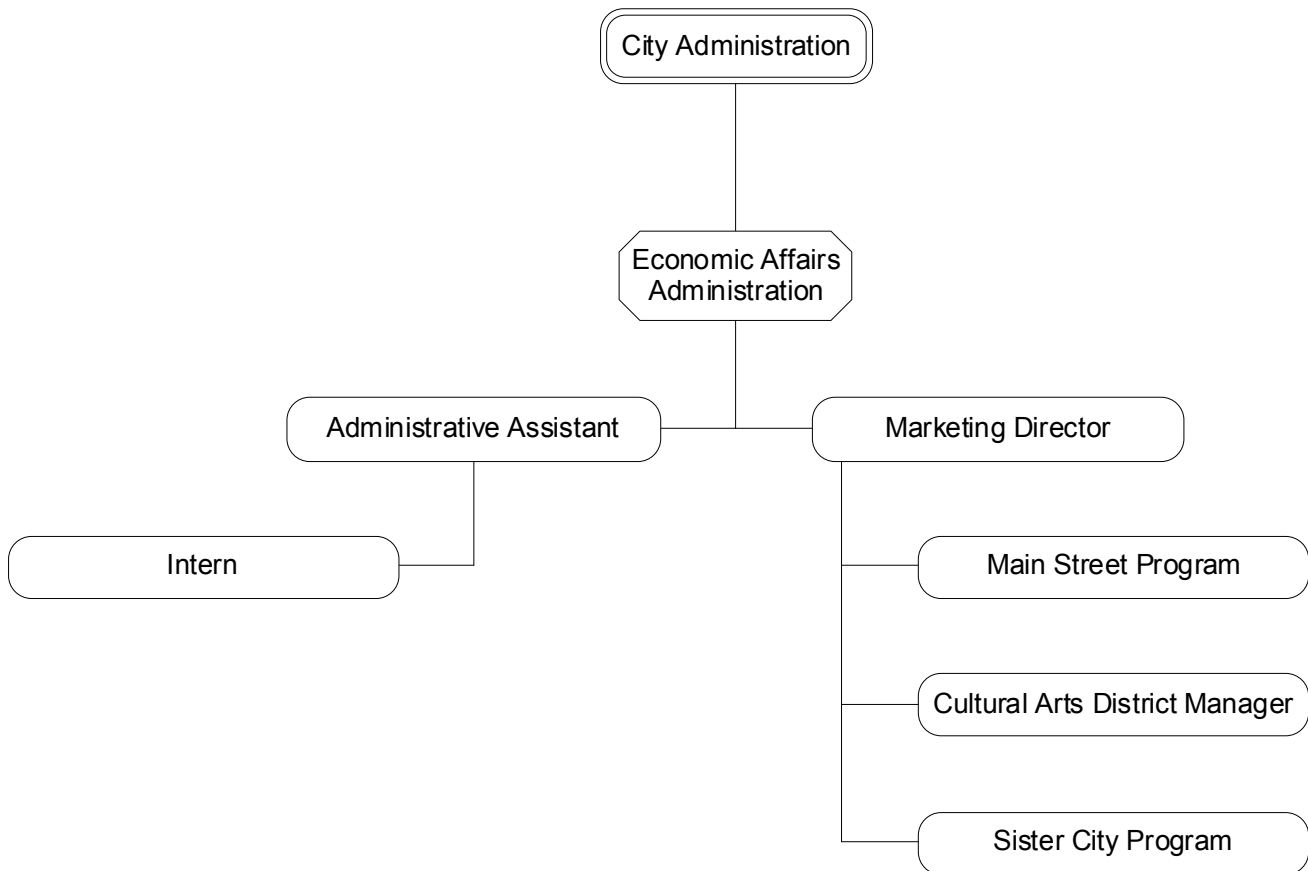 City Administration
Economic Affairs
Administration
Administrative Assistant
Marketing Director
Intern
Main Street Program
Cultural Arts District Manager
Sister City Program